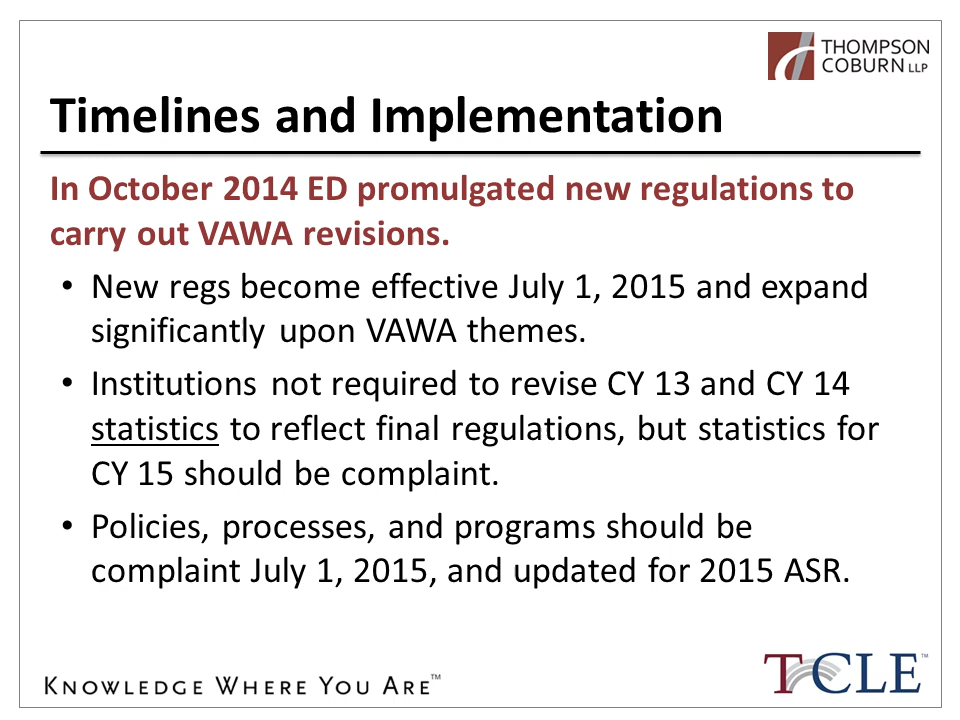 THOMPSON
COBURN LLP
Timelines and Implementation
In October 2014 ED promulgated new regulations to
carry out VAWA revisions.
• New regs become effective July 1, 2015 and expand
significantly upon VAWA themes.
• Institutions not required to revise CY 13 and CY 14
statistics to reflect final regulations, but statistics for
CY 15 should be complaint.
• Policies, processes, and programs should be
complaint July 1, 2015, and updated for 2015 ASR.
KNOWLEDGE WHERE YOU ARE™
TCLE™